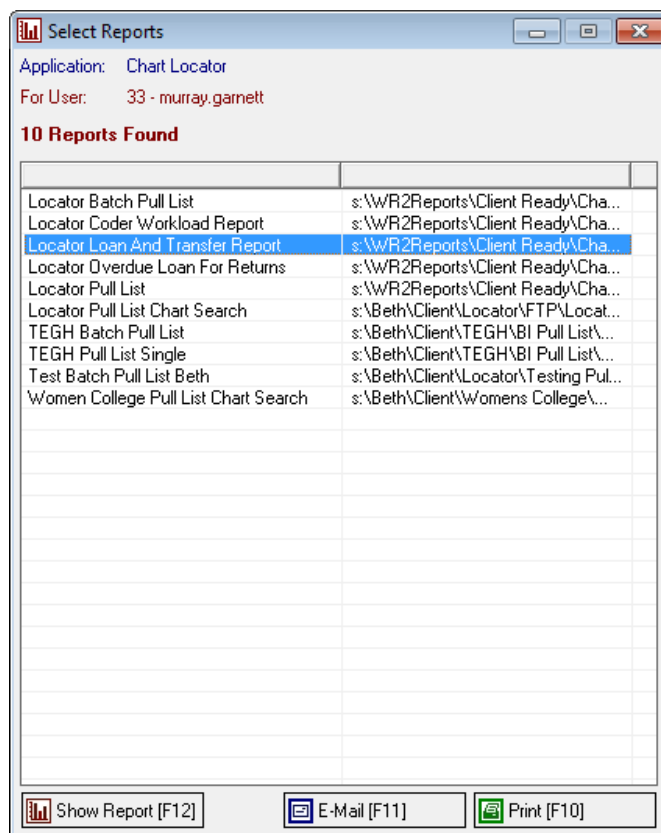 Select Reports
Application: Chart Locator
For User: 33 - murray.garnett
10 Reports Found
Locator Batch Pull List s:\WR2Reports\Client Ready\Cha...
Locator Coder Workload Report s:\WR2Reports\Client Ready\Cha...
Locator Loan And Transfer Report s:\WR2Reports\Client Ready\Cha...
Locator Overdue Loan For Returns s:\WR2Reports\Client Ready\Cha...
Locator Pull List s:\WR2Reports\Client Ready\Cha...
Locator Pull List Chart Search s:\Beth\Client\Locator\FTP\Locat...
TEGH Batch Pull List s:\Beth\Client\TEGH\BI Pull List\...
TEGH Pull List Single s:\Beth\Client\TEGH\BI Pull List\...
Test Batch Pull List Beth s:\Beth\Client\Locator\Testing Pul...
Women College Pull List Chart Search s:\Beth\Client\Womens College\...
Show Report [F12] E-Mail [F11] Print [F10]